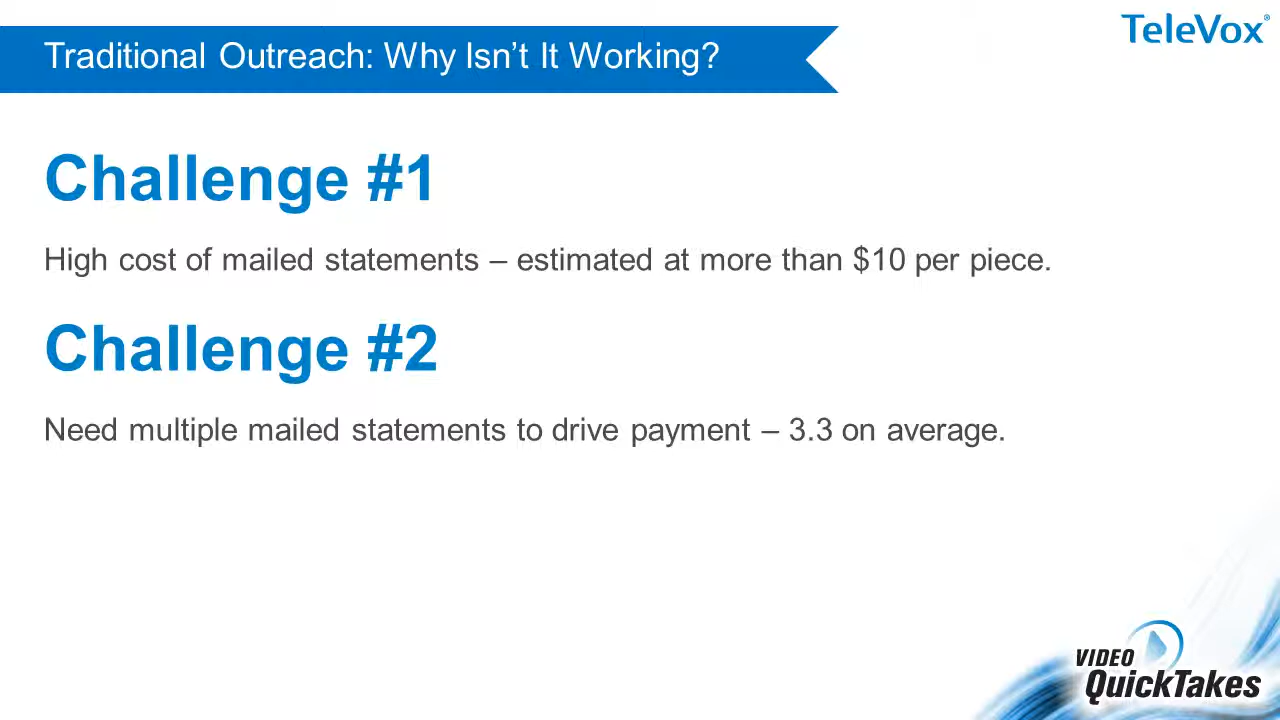 Traditional Outreach: Why Isn’t It Working?
TeleVox®
Challenge #1
High cost of mailed statements – estimated at more than $10 per piece.
Challenge #2
Need multiple mailed statements to drive payment – 3.3 on average.
VIDEO
QuickTakes